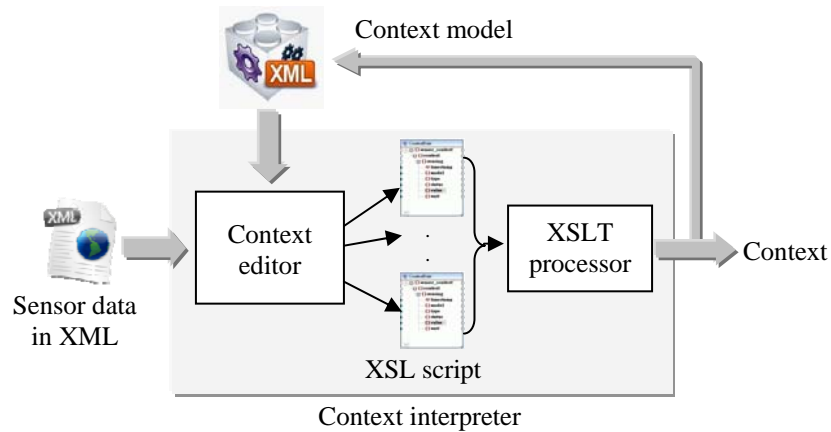 Context model
XML
XML
Sensor data
in XML
Context
editor
.
.
XSL script
XSLT
processor
Context
Context interpreter